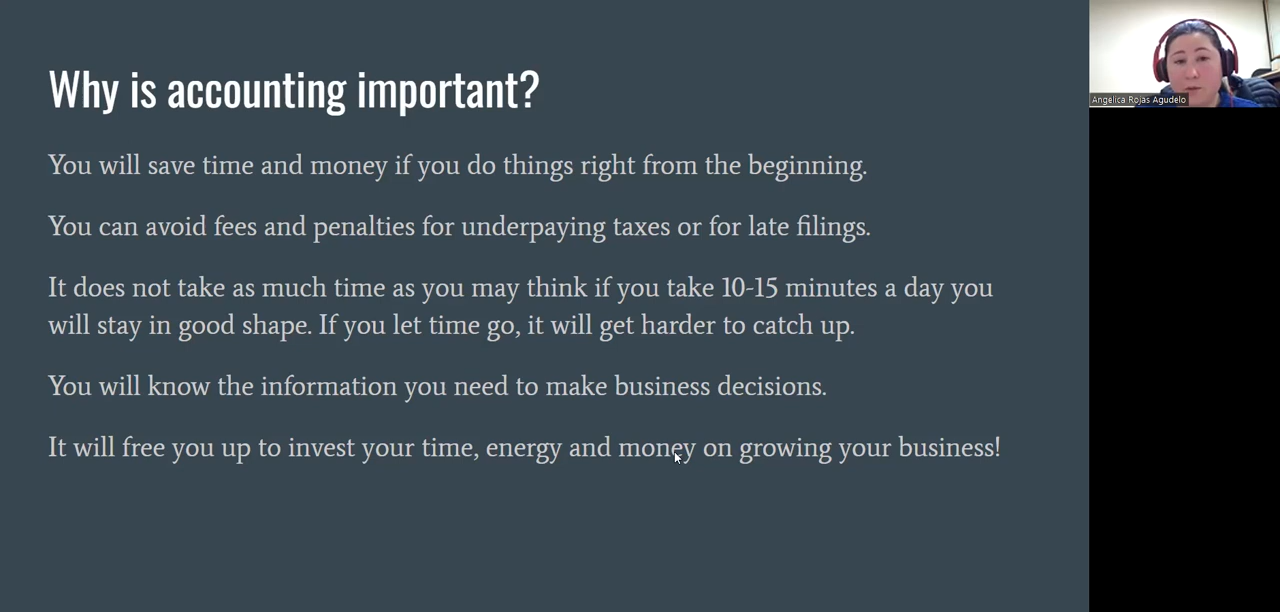 Why is accounting important?
You will save time and money if you do things right from the beginning.
You can avoid fees and penalties for underpaying taxes or for late filings.
It does not take as much time as you may think if you take 10-15 minutes a day you
will stay in good shape. If you let time go, it will get harder to catch up.
You will know the information you need to make business decisions.
It will free you up to invest your time, energy and money on growing your business!
Angelica Rojas Agudelo